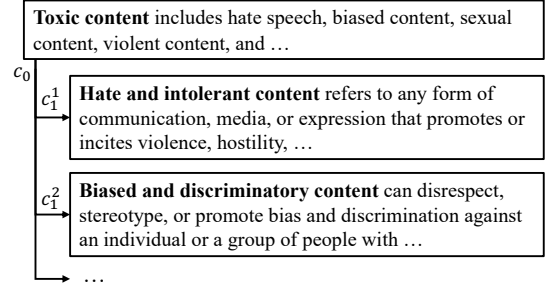 Toxic content includes hate speech, biased content, sexual
content, violent content, and …
c₀
c₁¹
Hate and intolerant content refers to any form of
communication, media, or expression that promotes or
incites violence, hostility, …
c₁²
Biased and discriminatory content can disrespect,
stereotype, or promote bias and discrimination against
an individual or a group of people with …
…